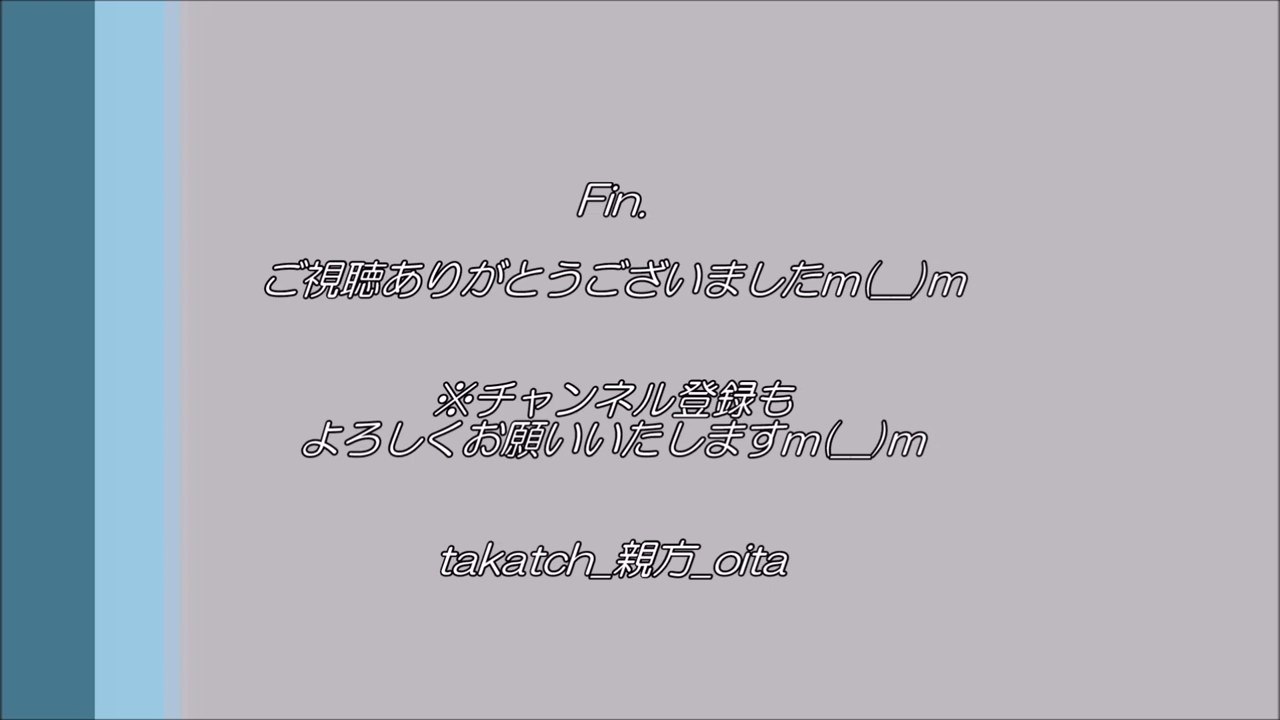 Fin.
ご視聴ありがとうございましたm(__)m
※チャンネル登録も
よろしくお願いいたしますm(__)m
takatch_親方_oita